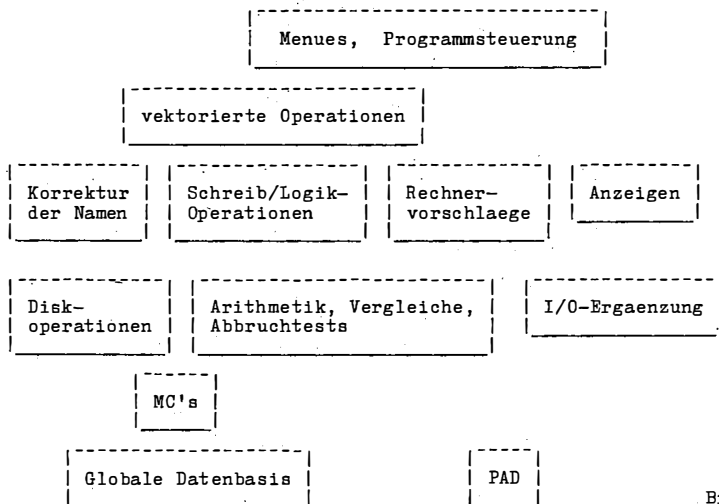 Menues, Programmsteuerung
vektorierte Operationen
Korrektur der Namen
Schreib/Logik-Operationen
Rechner-vorschlaege
Anzeigen
Disk-operationen
Arithmetik, Vergleiche, Abbruchtests
I/O-Ergaenzung
MC's
Globale Datenbasis
PAD